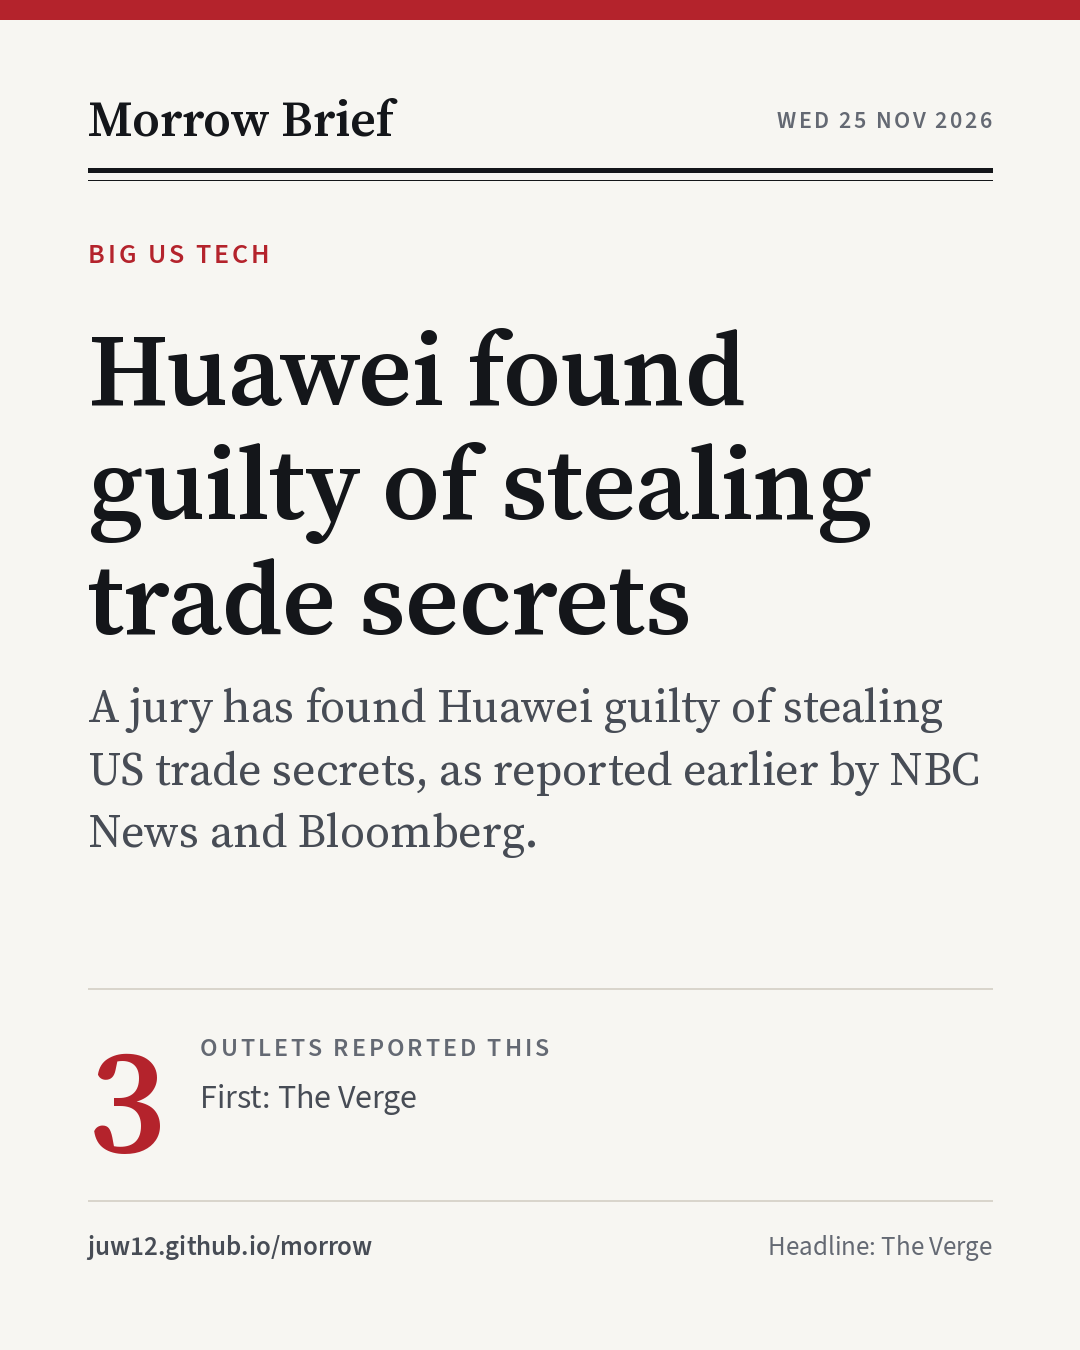 Morrow Brief
WED 25 NOV 2026
BIG US TECH
Huawei found
guilty of stealing
trade secrets
A jury has found Huawei guilty of stealing
US trade secrets, as reported earlier by NBC
News and Bloomberg.
3
OUTLETS REPORTED THIS
First: The Verge
juw12.github.io/morrow
Headline: The Verge